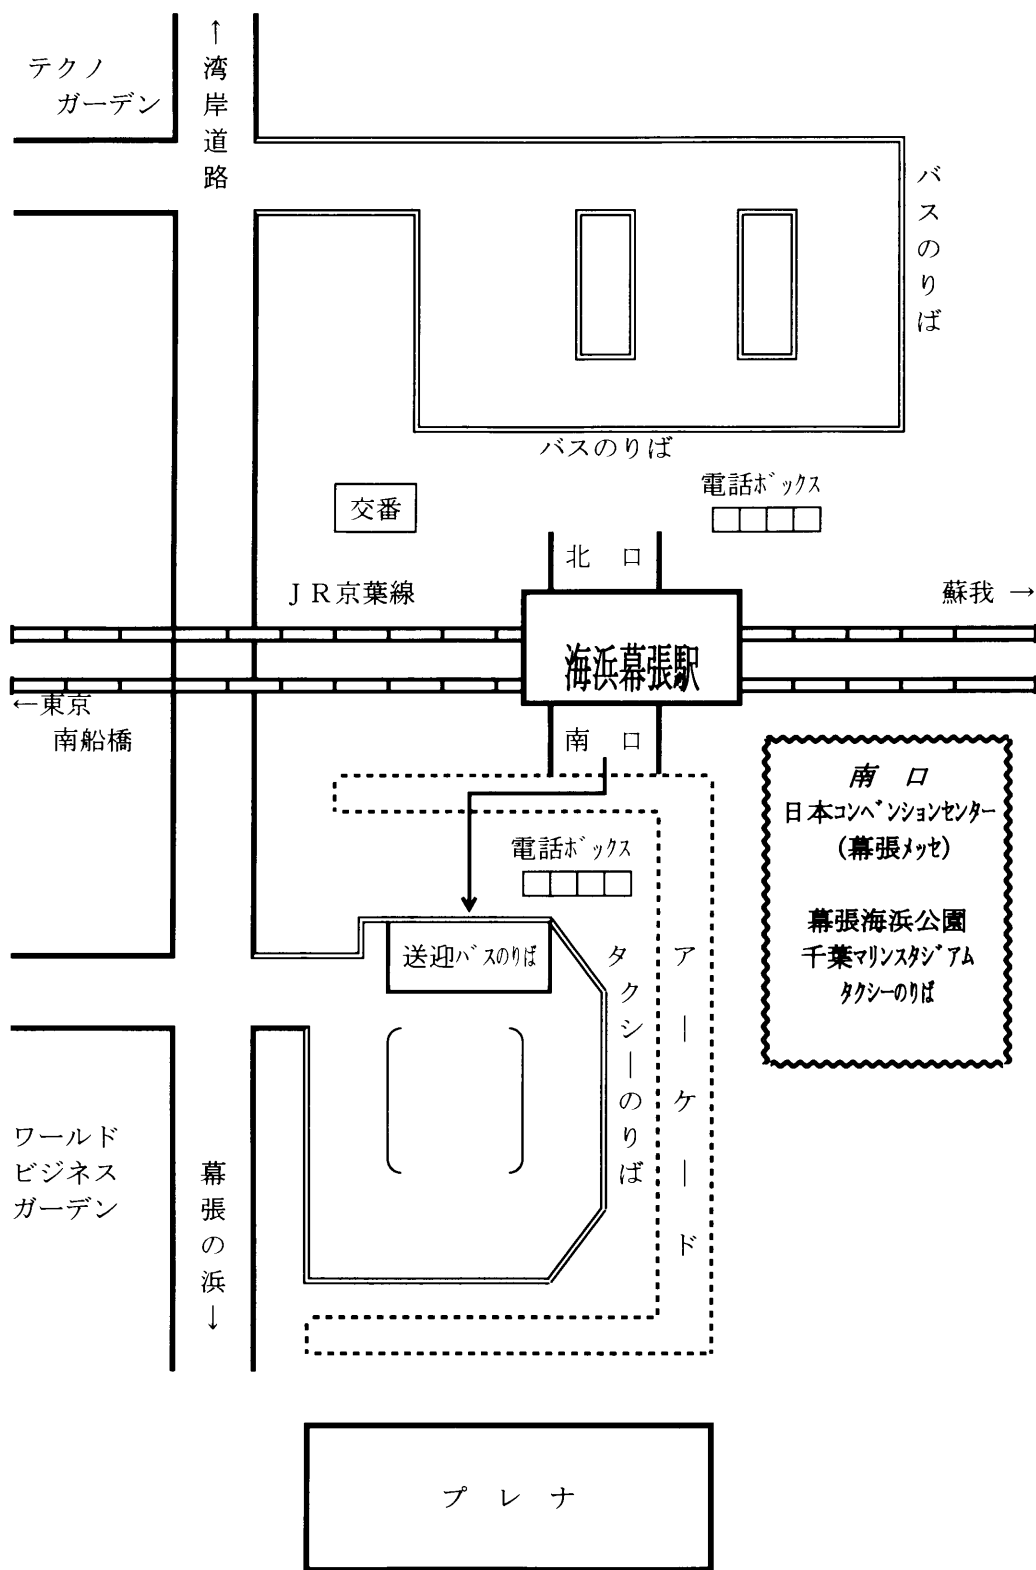 テクノ
ガーデン
↑湾岸道路
バスのりば
バスのりば
電話ボックス
交番
北 口
JR京葉線
蘇我 →
海浜幕張駅
←東京
南船橋
南 口
南 口
日本コンベンションセンター
(幕張メッセ)
幕張海浜公園
千葉マリンスタジアム
タクシーのりば
電話ボックス
送迎バスのりば
タクシーのりば
アーケード
ワールド
ビジネス
ガーデン
幕張の浜↓
プ レ ナ